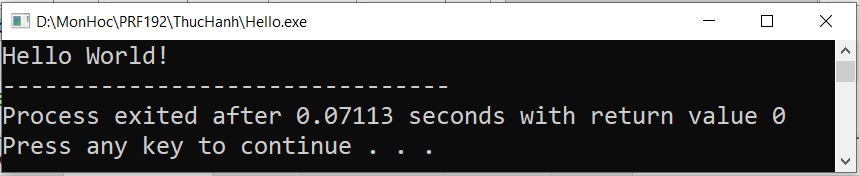 D:\MonHoc\PRF192\ThucHanh\Hello.exe
Hello World!
--------------------------------
Process exited after 0.07113 seconds with return value 0
Press any key to continue . . .